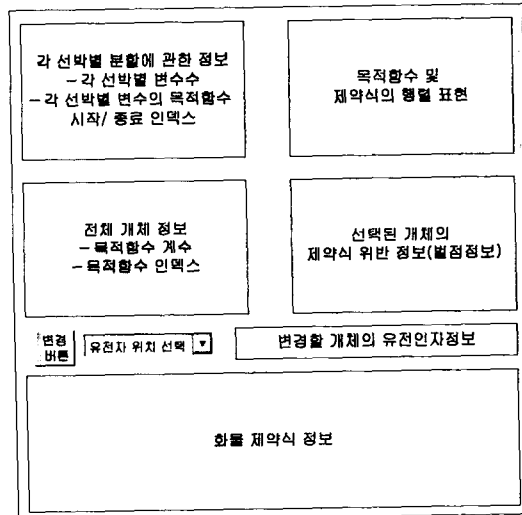 각 선박별 분할에 관한 정보
- 각 선박별 변수수
- 각 선박별 변수의 목적함수
시작/ 종료 인덱스
목적함수 및
제약식의 행렬 표현
전체 개체 정보
- 목적함수 계수
- 목적함수 인덱스
선택된 개체의
제약식 위반 정보(벌점정보)
변경
버튼
유전자 위치 선택
변경할 개체의 유전인자정보
화물 제약식 정보